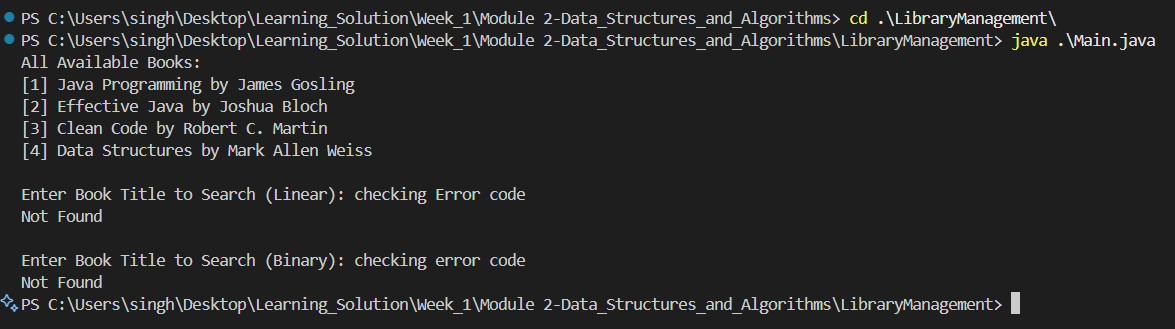 PS C:\Users\singh\Desktop\Learning_Solution\Week_1\Module 2-Data_Structures_and_Algorithms> cd .\LibraryManagement\
PS C:\Users\singh\Desktop\Learning_Solution\Week_1\Module 2-Data_Structures_and_Algorithms\LibraryManagement> java .\Main.java
All Available Books:
[1] Java Programming by James Gosling
[2] Effective Java by Joshua Bloch
[3] Clean Code by Robert C. Martin
[4] Data Structures by Mark Allen Weiss
Enter Book Title to Search (Linear): checking Error code
Not Found
Enter Book Title to Search (Binary): checking error code
Not Found
PS C:\Users\singh\Desktop\Learning_Solution\Week_1\Module 2-Data_Structures_and_Algorithms\LibraryManagement>